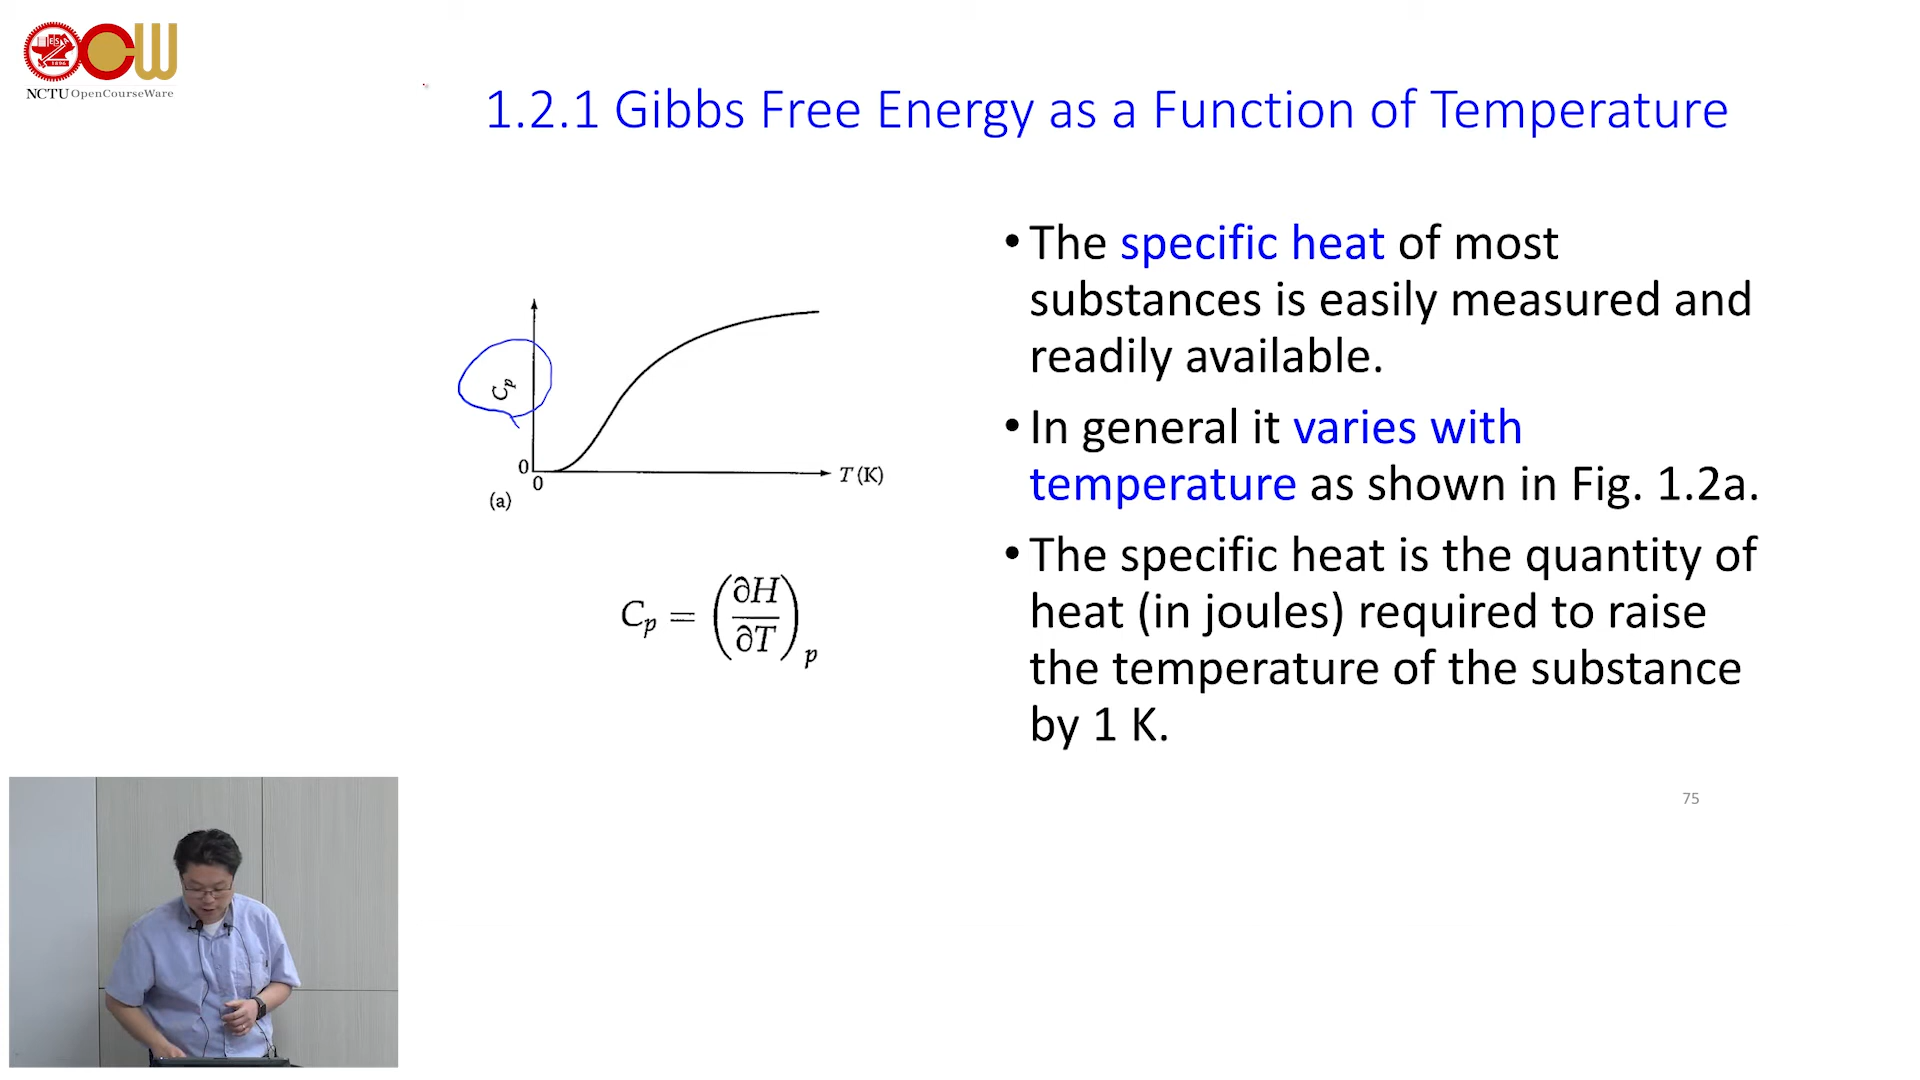 NCTU OpenCourseWare
1.2.1 Gibbs Free Energy as a Function of Temperature
C_p
0
0
T (K)
(a)
C_p = (∂H/∂T)_p
• The specific heat of most
substances is easily measured and
readily available.
• In general it varies with
temperature as shown in Fig. 1.2a.
• The specific heat is the quantity of
heat (in joules) required to raise
the temperature of the substance
by 1 K.
75